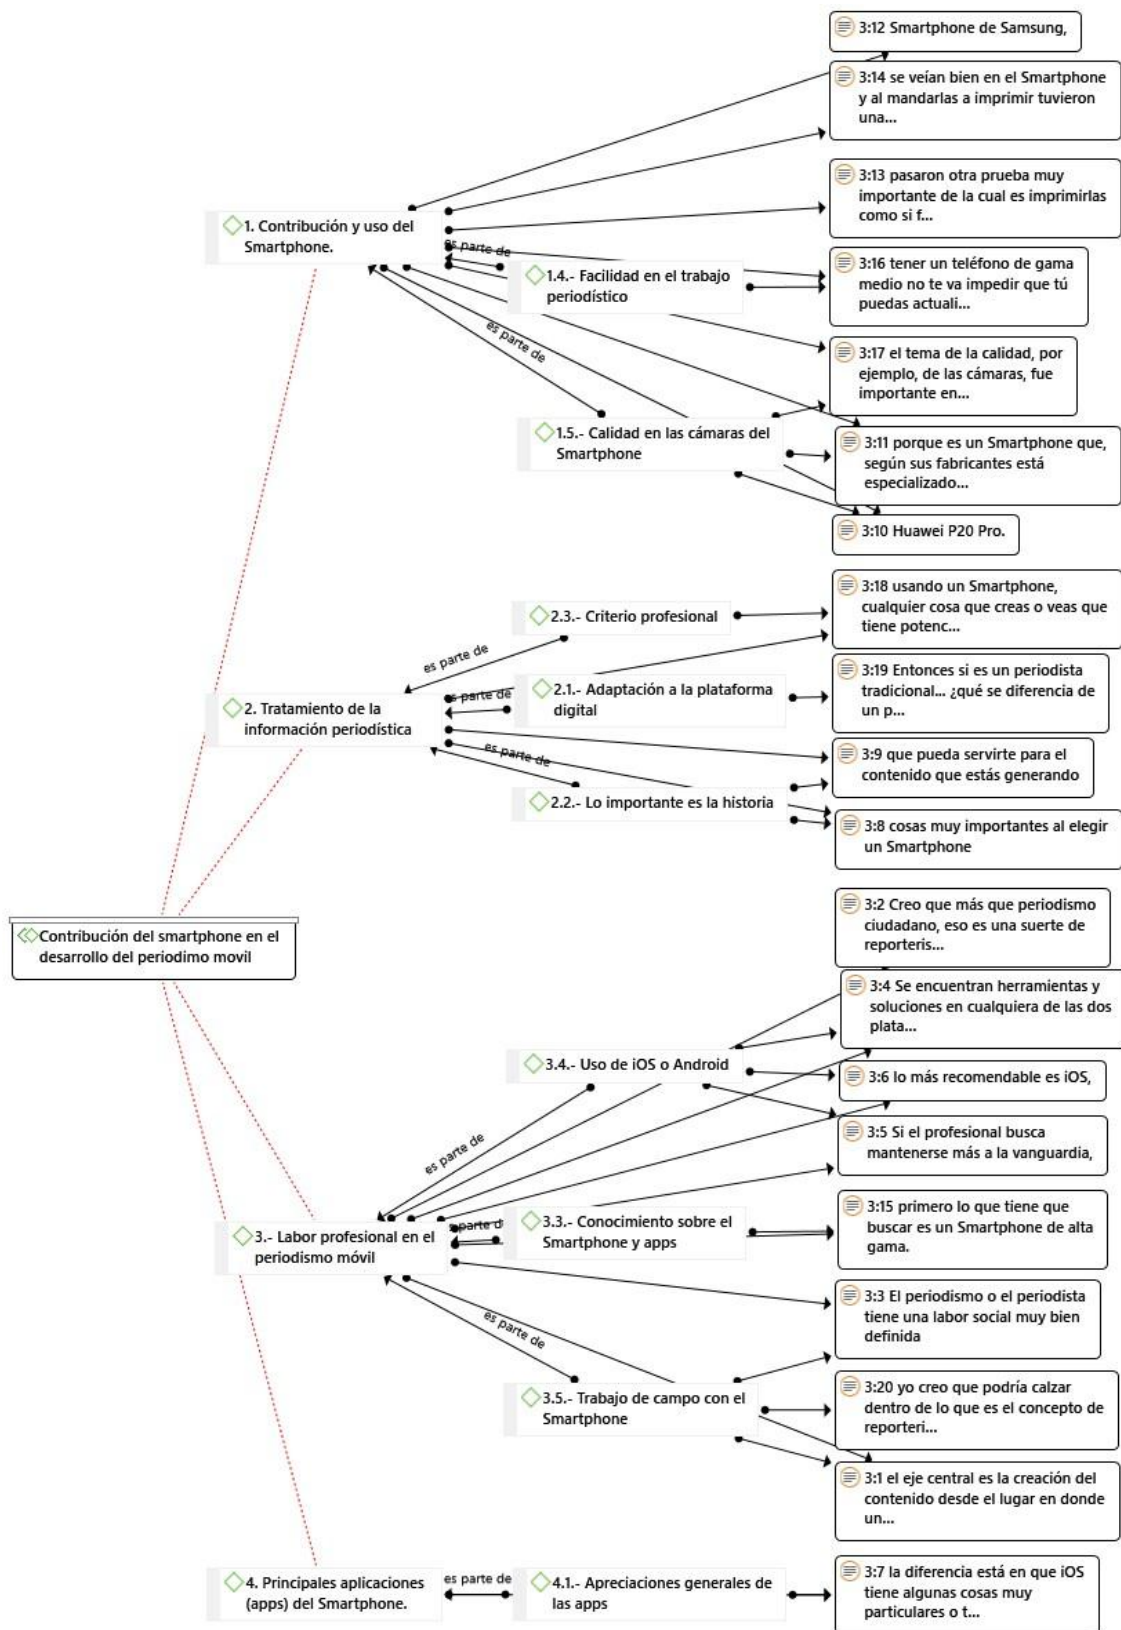 3:12 Smartphone de Samsung,
3:14 se veían bien en el Smartphone
y al mandarlas a imprimir tuvieron
una...
3:13 pasaron otra prueba muy
importante de la cual es imprimirlas
como si f...
1. Contribución y uso del
Smartphone.
es parte de
1.4.- Facilidad en el trabajo
periodístico
3:16 tener un teléfono de gama
medio no te va impedir que tú
puedas actuali...
es parte de
3:17 el tema de la calidad, por
ejemplo, de las cámaras, fue
importante en...
1.5.- Calidad en las cámaras del
Smartphone
3:11 porque es un Smartphone que,
según sus fabricantes está
especializado...
3:10 Huawei P20 Pro.
3:18 usando un Smartphone,
cualquier cosa que creas o veas que
tiene potenc...
2.3.- Criterio profesional
es parte de
3:19 Entonces si es un periodista
tradicional... ¿qué se diferencia de
un p...
2. Tratamiento de la
información periodística
es parte de
2.1.- Adaptación a la plataforma
digital
es parte de
3:9 que pueda servirte para el
contenido que estás generando
2.2.- Lo importante es la historia
3:8 cosas muy importantes al elegir
un Smartphone
Contribución del smartphone en el
desarrollo del periodimo movil
3:2 Creo que más que periodismo
ciudadano, eso es una suerte de
reporteris...
3:4 Se encuentran herramientas y
soluciones en cualquiera de las dos
plata...
3.4.- Uso de iOS o Android
3:6 lo más recomendable es iOS,
es parte de
3:5 Si el profesional busca
mantenerse más a la vanguardia,
3.- Labor profesional en el
periodismo móvil
s parte d
3.3.- Conocimiento sobre el
Smartphone y apps
3:15 primero lo que tiene que
buscar es un Smartphone de alta
gama.
3:3 El periodismo o el periodista
tiene una labor social muy bien
definida
es parte de
3.5.- Trabajo de campo con el
Smartphone
3:20 yo creo que podría calzar
dentro de lo que es el concepto de
reporteri...
3:1 el eje central es la creación del
contenido desde el lugar en donde
un...
4. Principales aplicaciones
(apps) del Smartphone.
es parte de
4.1.- Apreciaciones generales de
las apps
3:7 la diferencia está en que iOS
tiene algunas cosas muy
particulares o t...